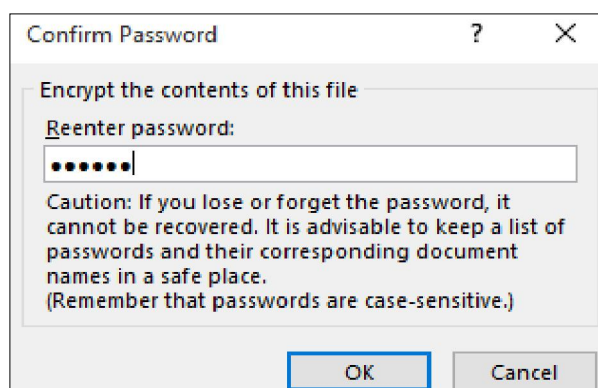 Confirm Password ? ×
Encrypt the contents of this file
Reenter password:
••••••
Caution: If you lose or forget the password, it
cannot be recovered. It is advisable to keep a list of
passwords and their corresponding document
names in a safe place.
(Remember that passwords are case-sensitive.)
OK Cancel